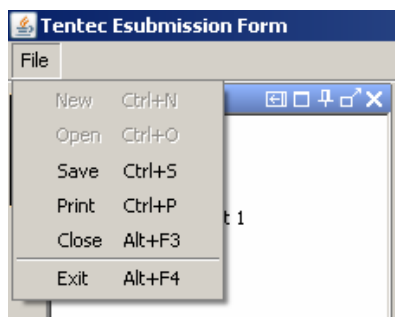 Tentec Esubmission Form
File
New Ctrl+N
Open Ctrl+O
Save Ctrl+S
Print Ctrl+P
t 1
Close Alt+F3
Exit Alt+F4